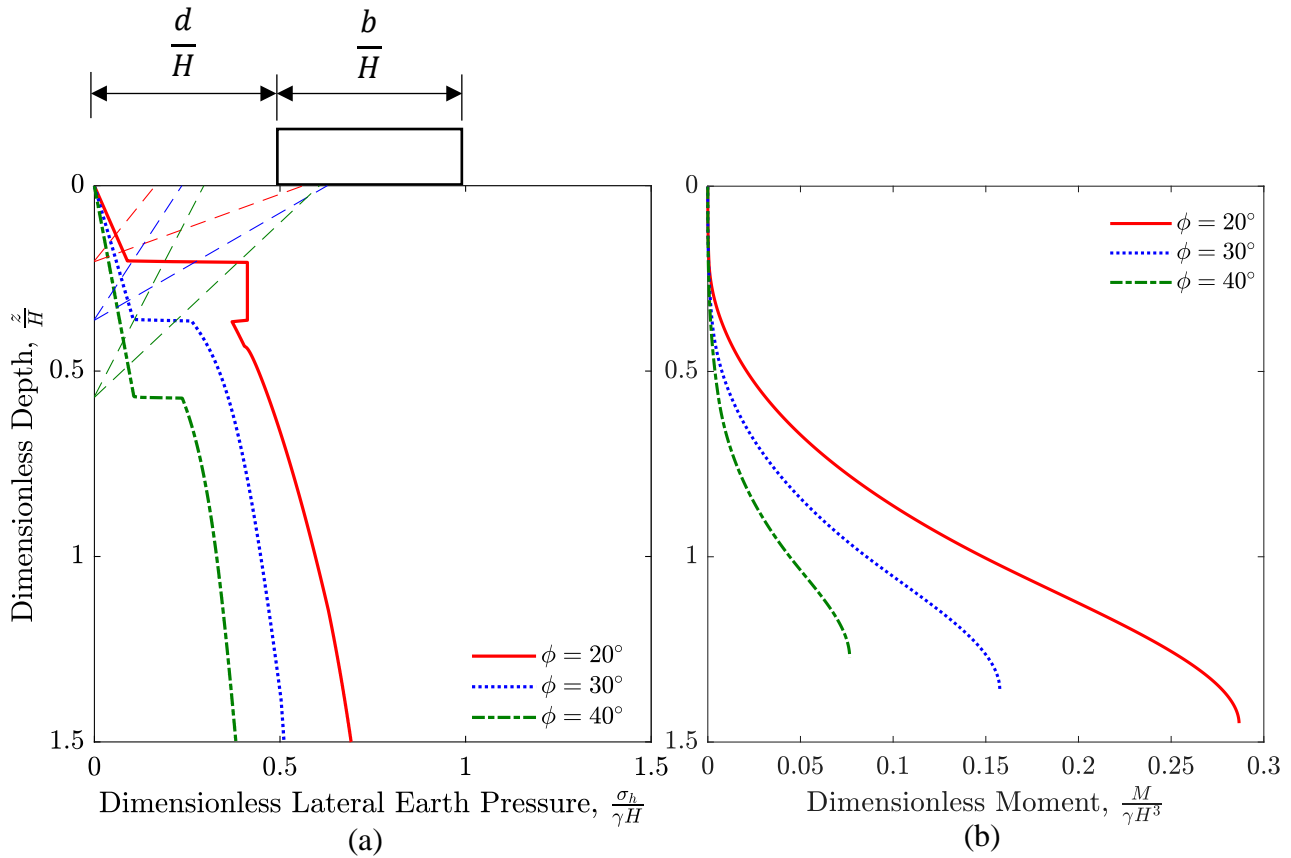 d/H b/H
0
0.5
1
1.5
Dimensionless Depth, z/H
ϕ = 20°
ϕ = 30°
ϕ = 40°
0 0.5 1 1.5
Dimensionless Lateral Earth Pressure, σ_h/γH
(a)
0
0.5
1
1.5
ϕ = 20°
ϕ = 30°
ϕ = 40°
0 0.05 0.1 0.15 0.2 0.25 0.3
Dimensionless Moment, M/γH³
(b)